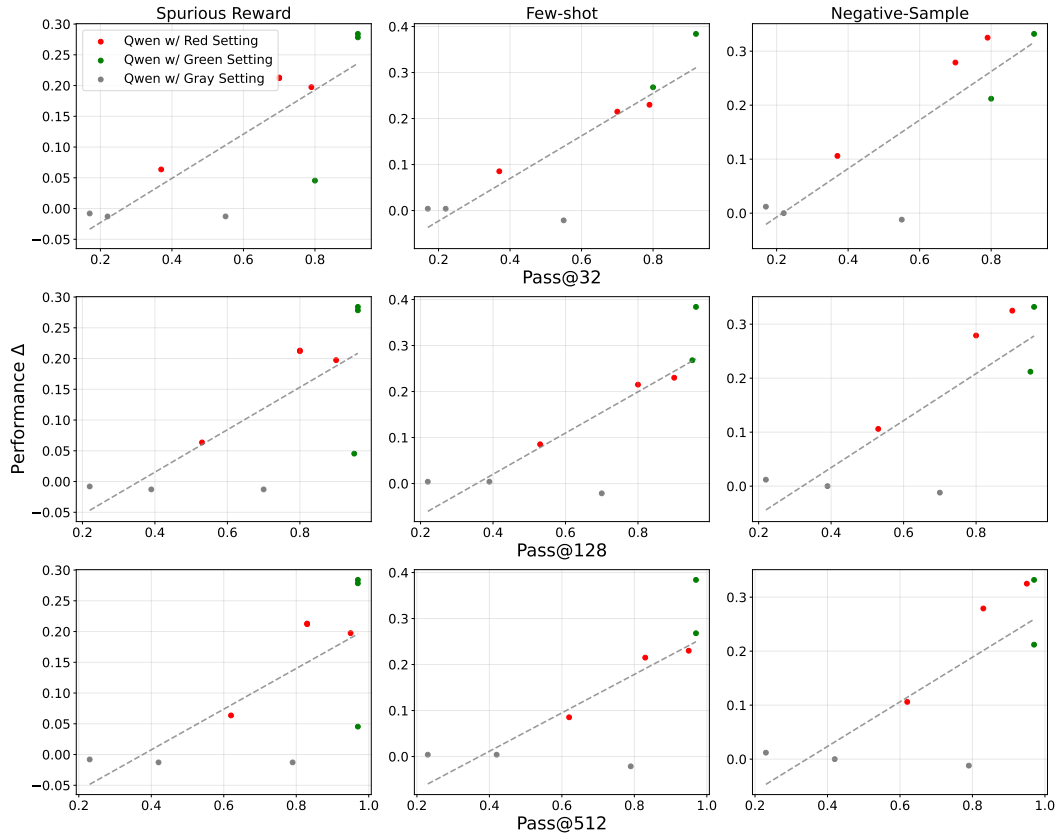 Spurious Reward
Few-shot
Negative-Sample
0.30
0.25
0.20
0.15
0.10
0.05
0.00
−0.05
Qwen w/ Red Setting
Qwen w/ Green Setting
Qwen w/ Gray Setting
0.2 0.4 0.6 0.8
0.4
0.3
0.2
0.1
0.0
0.2 0.4 0.6 0.8
0.3
0.2
0.1
0.0
0.2 0.4 0.6 0.8
Pass@32
Performance Δ
0.30
0.25
0.20
0.15
0.10
0.05
0.00
−0.05
0.2 0.4 0.6 0.8
0.4
0.3
0.2
0.1
0.0
0.2 0.4 0.6 0.8
0.3
0.2
0.1
0.0
0.2 0.4 0.6 0.8
Pass@128
0.30
0.25
0.20
0.15
0.10
0.05
0.00
−0.05
0.2 0.4 0.6 0.8 1.0
0.4
0.3
0.2
0.1
0.0
0.2 0.4 0.6 0.8 1.0
0.3
0.2
0.1
0.0
0.2 0.4 0.6 0.8 1.0
Pass@512